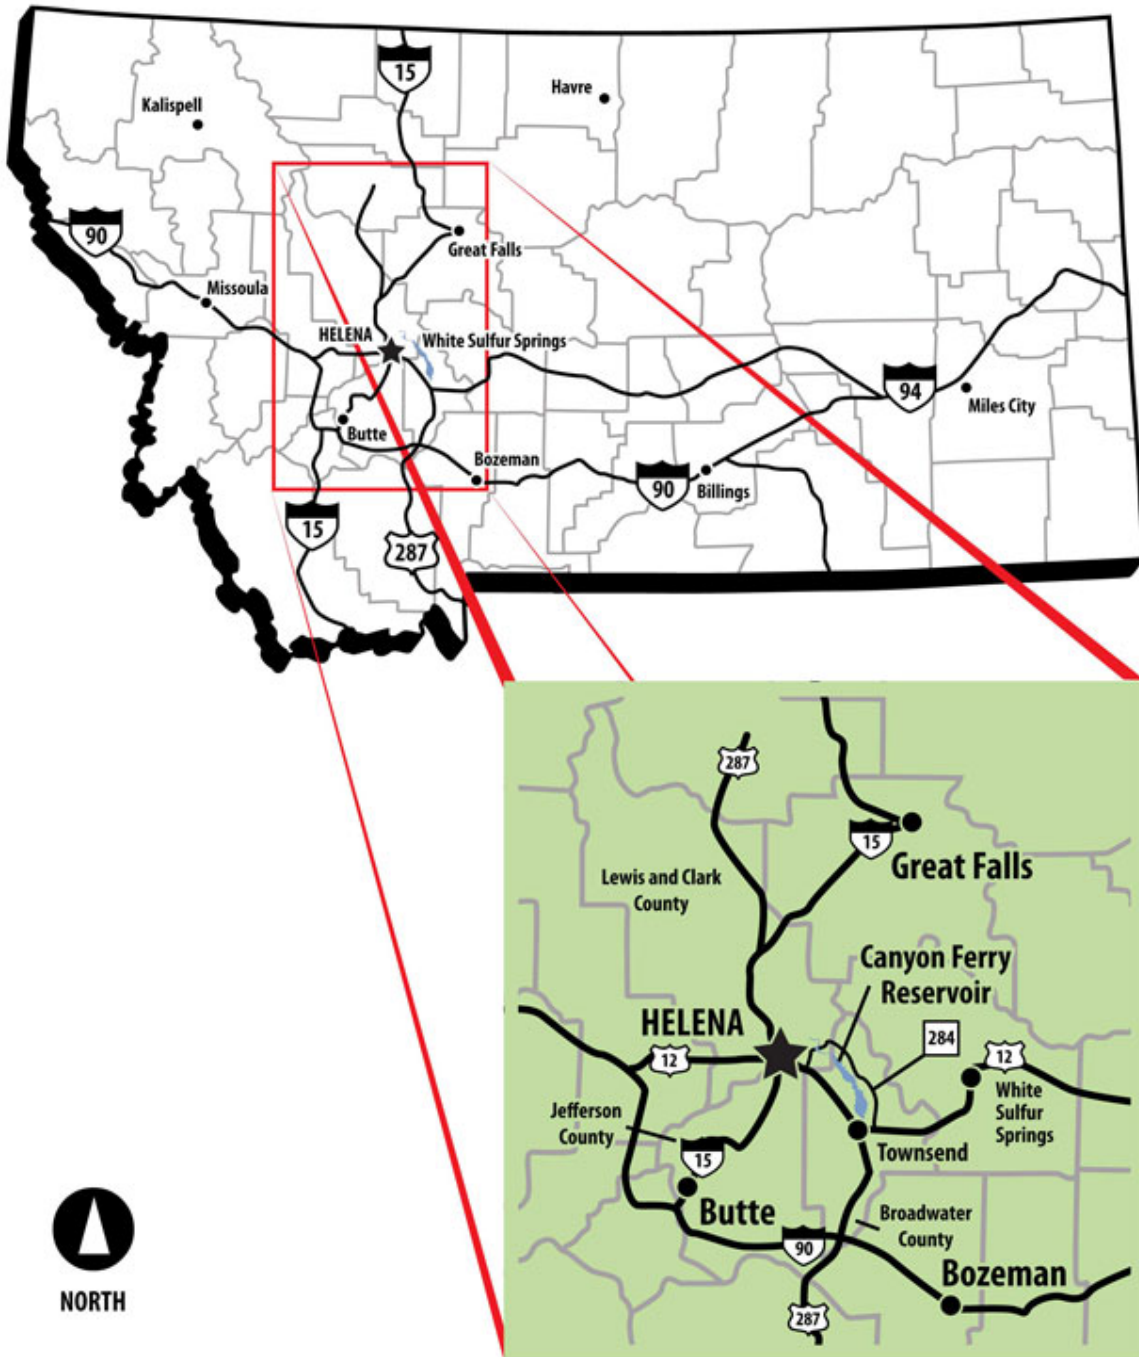 15
Havre
Kalispell
90
Great Falls
Missoula
HELENA
White Sulfur Springs
94
Miles City
Butte
Bozeman
90
Billings
15
287
287
15
Great Falls
Lewis and Clark
County
Canyon Ferry
Reservoir
HELENA
284
12
12
White
Sulfur
Springs
Jefferson
County
15
Townsend
Butte
Broadwater
County
90
Bozeman
287
NORTH